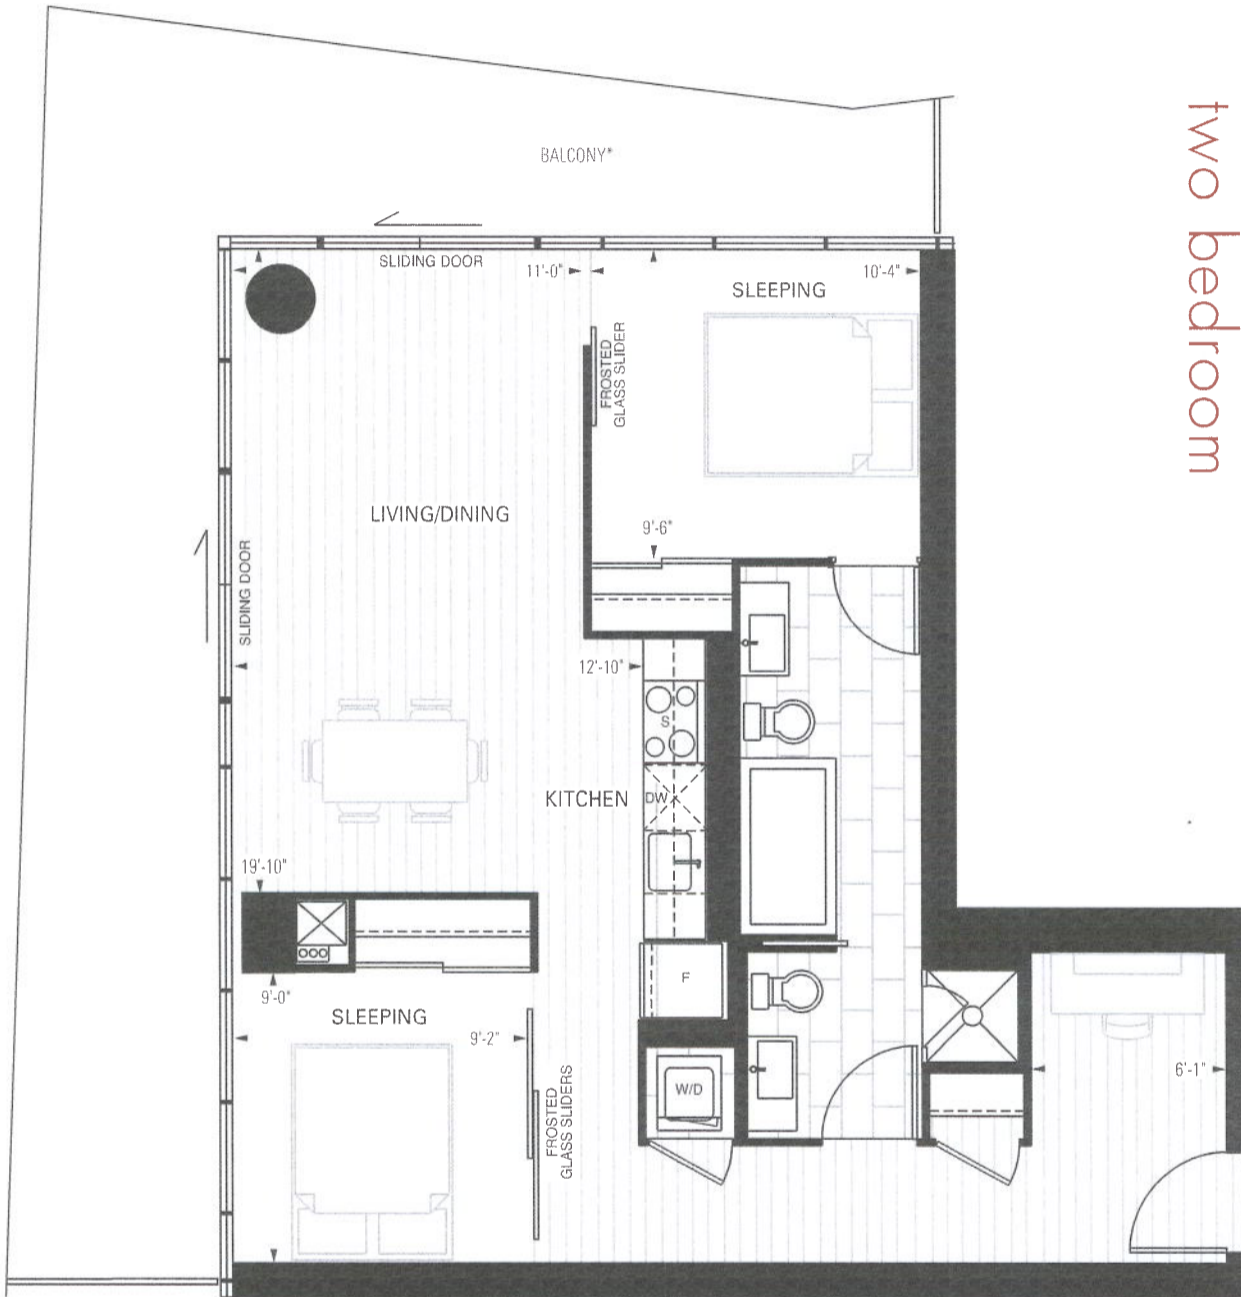 two bedroom
BALCONY*
SLIDING DOOR
11'-0"
10'-4"
SLEEPING
FROSTED
GLASS SLIDER
LIVING/DINING
9'-6"
SLIDING DOOR
12'-10"
S
KITCHEN
DW
19'-10"
F
9'-0"
SLEEPING
9'-2"
W/D
6'-1"
FROSTED
GLASS SLIDERS